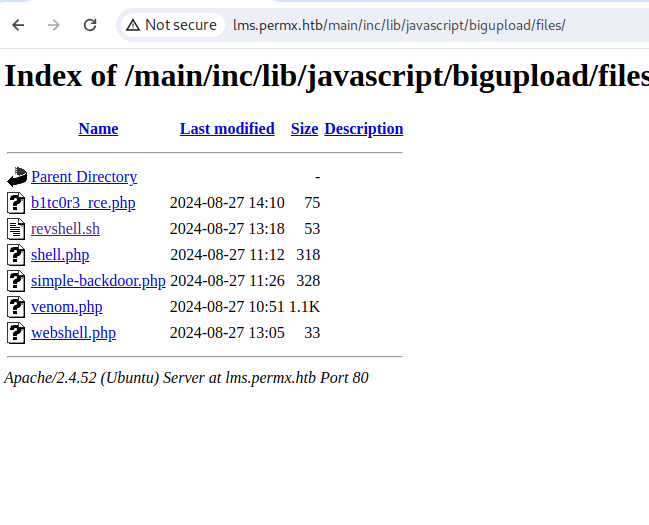 Not secure lms.permx.htb/main/inc/lib/javascript/bigupload/files/
Index of /main/inc/lib/javascript/bigupload/files
Name Last modified Size Description
Parent Directory -
b1tc0r3_rce.php 2024-08-27 14:10 75
revshell.sh 2024-08-27 13:18 53
shell.php 2024-08-27 11:12 318
simple-backdoor.php 2024-08-27 11:26 328
venom.php 2024-08-27 10:51 1.1K
webshell.php 2024-08-27 13:05 33
Apache/2.4.52 (Ubuntu) Server at lms.permx.htb Port 80